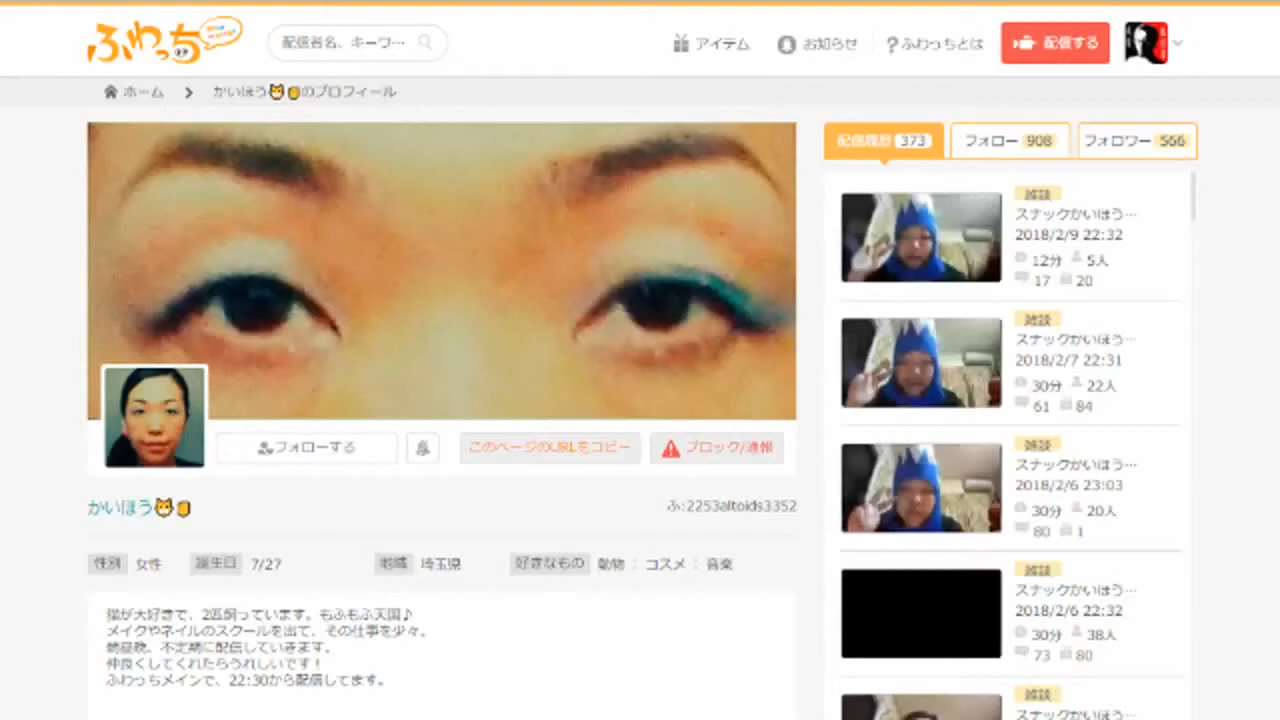 ふわっち
配信者名、キーワ…
アイテム
お知らせ
?ふわっちとは
配信する
ホーム
かいほう🐱🍞のプロフィール
配信履歴 373
フォロー 908
フォロワー 566
雑談
スナックかいほう…
2018/2/9 22:32
12分 5人
17 20
雑談
スナックかいほう…
2018/2/7 22:31
30分 22人
61 84
雑談
スナックかいほう…
2018/2/6 23:03
30分 20人
80 1
雑談
スナックかいほう…
2018/2/6 22:32
30分 38人
73 80
雑談
スナックかいほう…
フォローする
このページのURLをコピー
ブロック/通報
かいほう
ふ:2253altoids3352
性別 女性
誕生日 7/27
地域 埼玉県
好きなもの 動物 コスメ 音楽
猫が大好きで、2匹飼っています。もふもふ天国♪
メイクやネイルのスクールを出て、その仕事を少々。
朝昼晩、不定期に配信していきます。
仲良くしてくれたらうれしいです！
ふわっちメインで、22:30から配信してます。